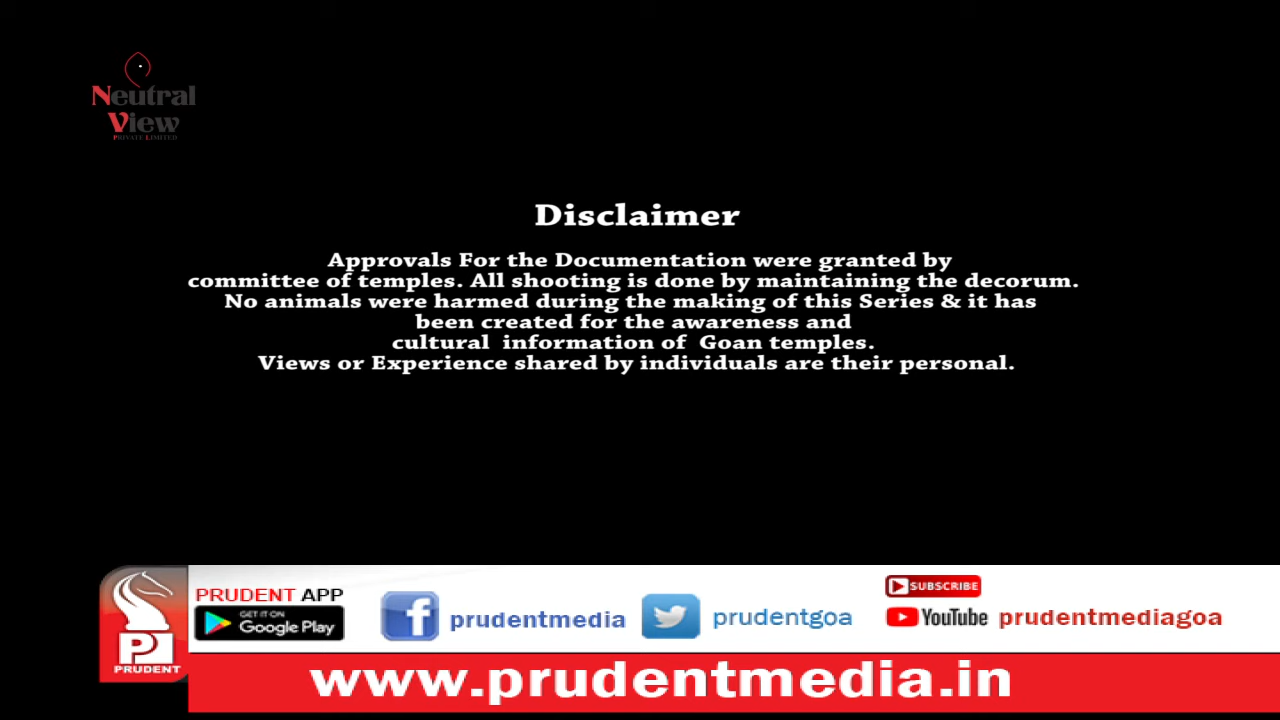 Neutral
View
PRIVATE LIMITED
Disclaimer
Approvals For the Documentation were granted by
committee of temples. All shooting is done by maintaining the decorum.
No animals were harmed during the making of this Series & it has
been created for the awareness and
cultural information of Goan temples.
Views or Experience shared by individuals are their personal.
PRUDENT APP
GET IT ON
Google Play
prudentmedia
prudentgoa
SUBSCRIBE
YouTube prudentmediagoa
P
PRUDENT
www.prudentmedia.in